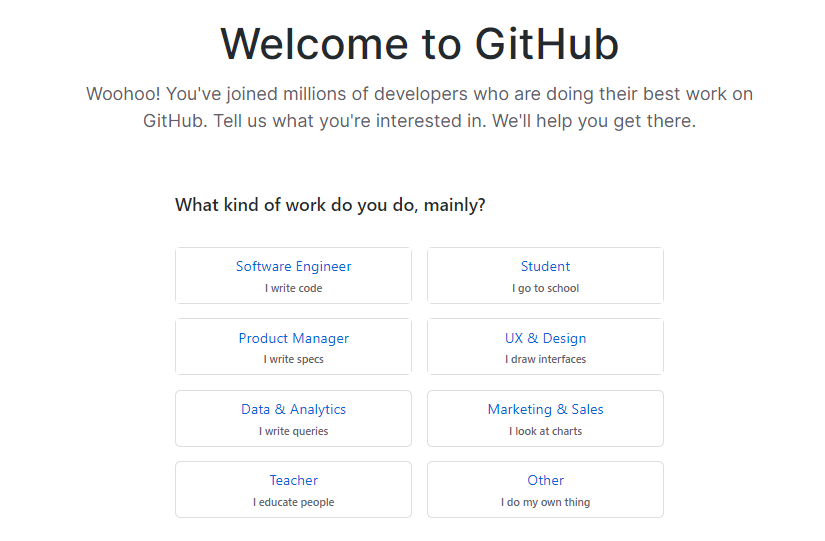 Welcome to GitHub
Woohoo! You've joined millions of developers who are doing their best work on
GitHub. Tell us what you're interested in. We'll help you get there.
What kind of work do you do, mainly?
Software Engineer
I write code
Student
I go to school
Product Manager
I write specs
UX & Design
I draw interfaces
Data & Analytics
I write queries
Marketing & Sales
I look at charts
Teacher
I educate people
Other
I do my own thing